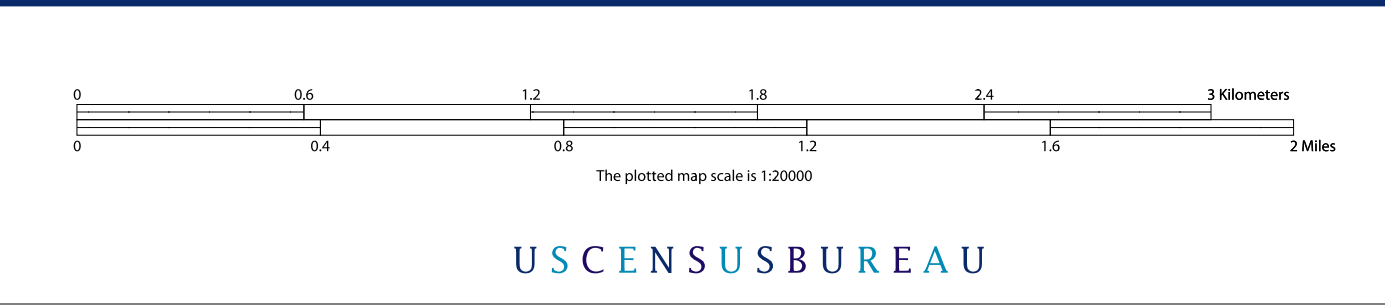 0 0.6 1.2 1.8 2.4 3 Kilometers
0 0.4 0.8 1.2 1.6 2 Miles
The plotted map scale is 1:20000
USCENSUSBUREAU